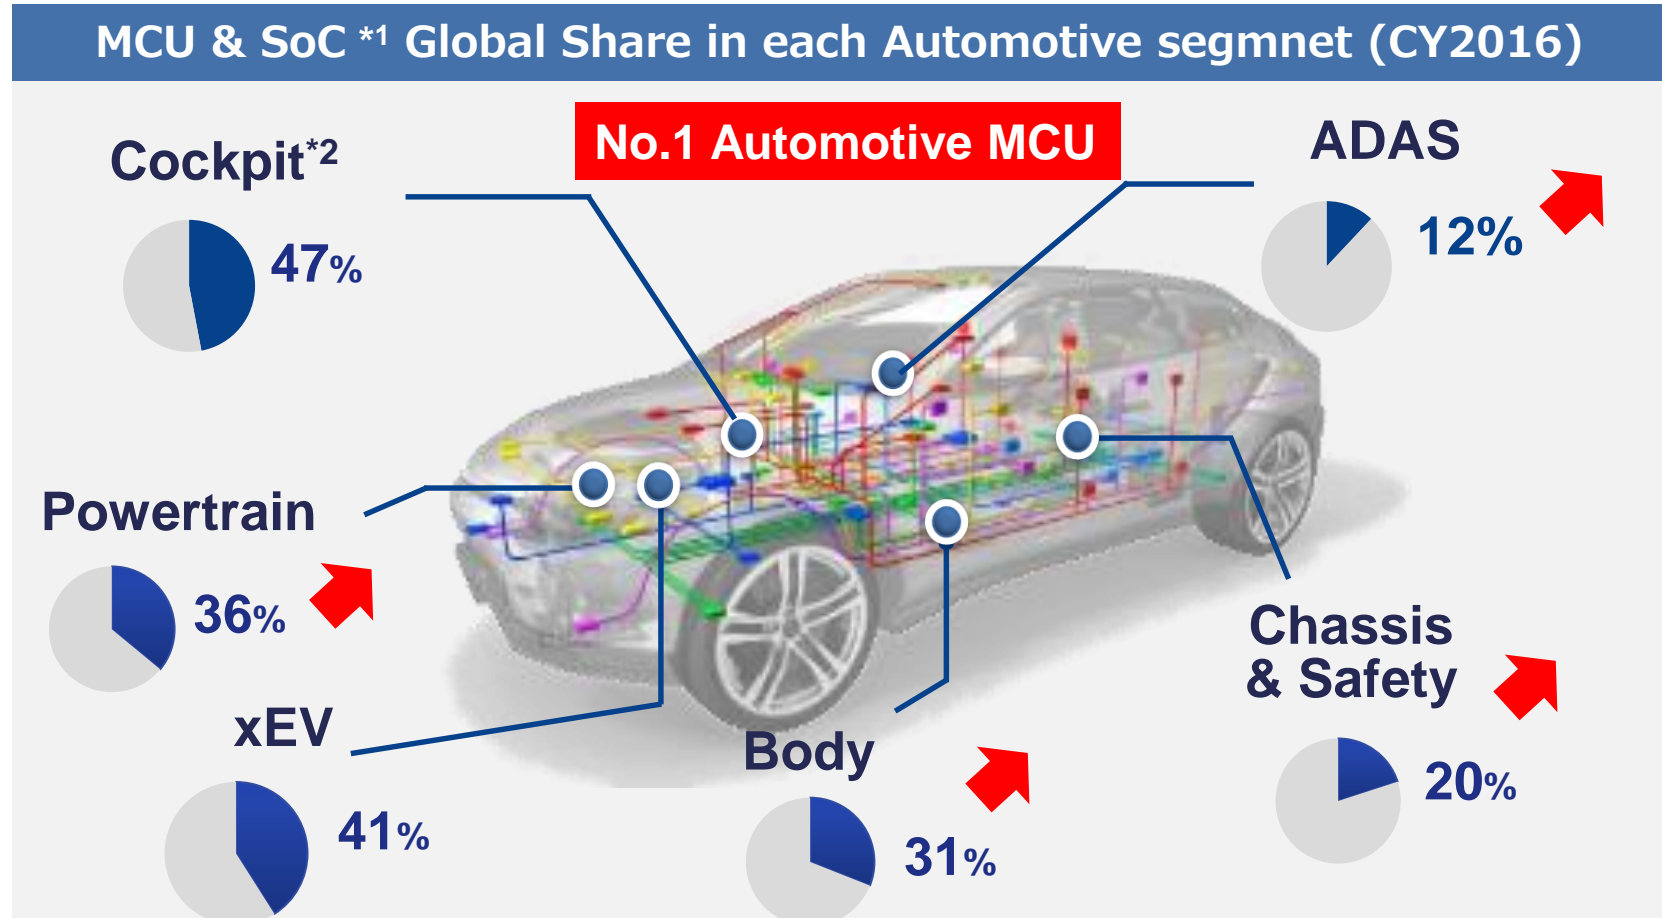 MCU & SoC *1 Global Share in each Automotive segmnet (CY2016)
No.1 Automotive MCU
Cockpit*2
47%
ADAS
12%
Powertrain
36%
xEV
41%
Body
31%
Chassis
& Safety
20%